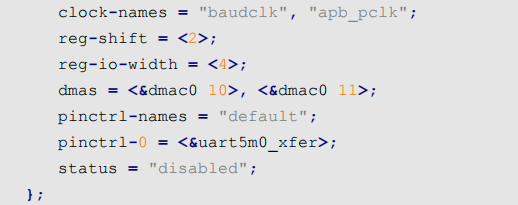 clock-names = "baudclk", "apb_pclk";
reg-shift = <2>;
reg-io-width = <4>;
dmas = <&dmac0 10>, <&dmac0 11>;
pinctrl-names = "default";
pinctrl-0 = <&uart5m0_xfer>;
status = "disabled";
};